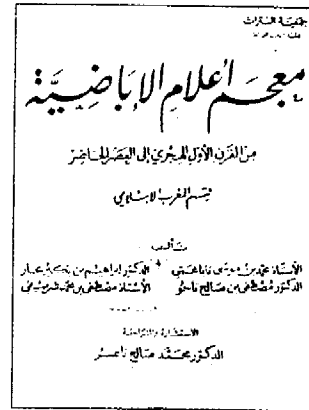 جمعية التراث
معجم أعلام الإباضية
من القرن الأول الهجري إلى العصر الحاضر
قسم المغرب الإسلامي
تأليف
الأستاذ محمد بن موسى باباعمي الدكتور إبراهيم بن بكير بحاز
الدكتور مصطفى بن صالح باجو الأستاذ مصطفى بن محمد شريفي
الاستشارة والمراجعة
الدكتور محمد صالح ناصر